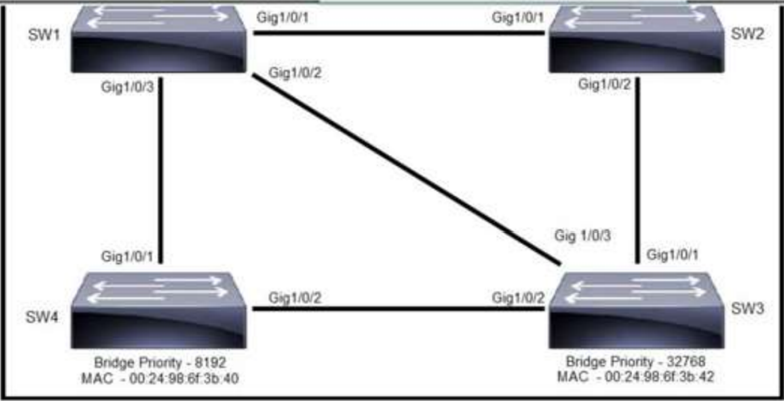 Gig1/0/1
Gig1/0/1
SW1
SW2
Gig1/0/2
Gig1/0/3
Gig1/0/2
Gig 1/0/3
Gig1/0/1
Gig1/0/1
Gig1/0/2
Gig1/0/2
SW4
SW3
Bridge Priority - 8192
MAC - 00:24:98:6f:3b:40
Bridge Priority - 32768
MAC - 00:24:98:6f:3b:42